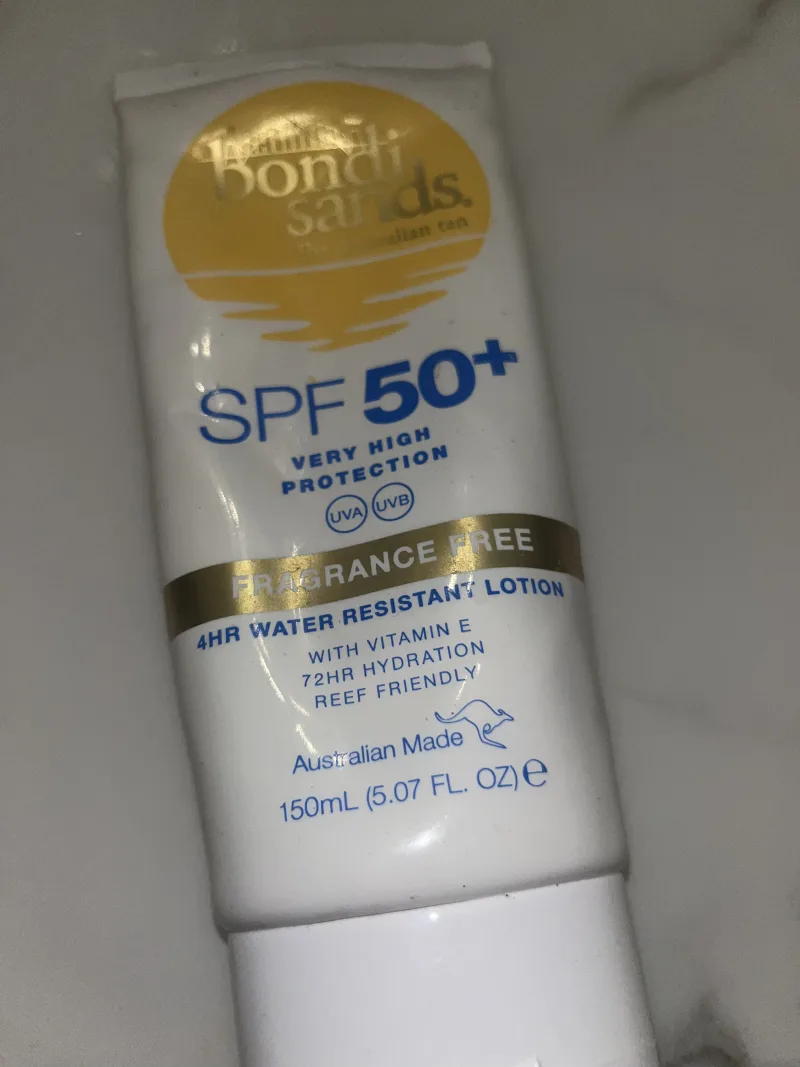 bondi
sands.
SPF 50+
VERY HIGH
PROTECTION
UVA UVB
FRAGRANCE FREE
4HR WATER RESISTANT LOTION
WITH VITAMIN E
72HR HYDRATION
REEF FRIENDLY
Australian Made
150mL (5.07 FL. OZ) e